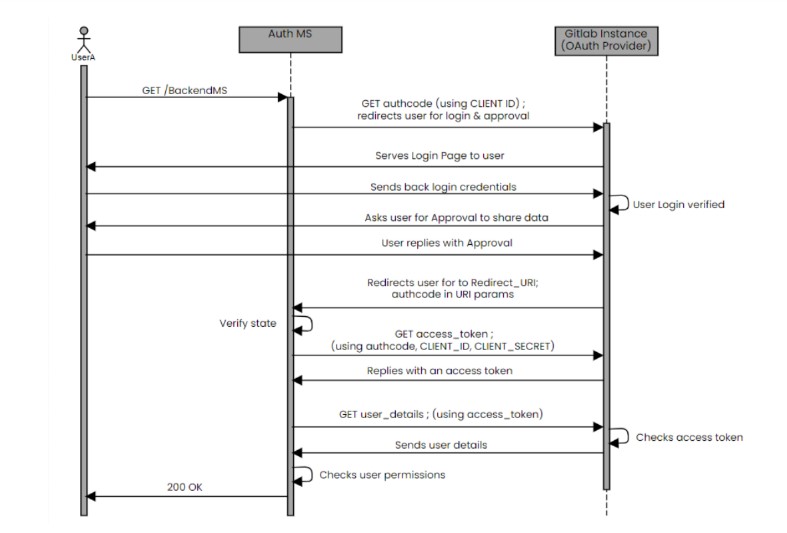 Auth MS
Gitlab Instance
(OAuth Provider)
UserA
GET /BackendMS
GET authcode (using CLIENT ID) ;
redirects user for login & approval
Serves Login Page to user
Sends back login credentials
User Login verified
Asks user for Approval to share data
User replies with Approval
Redirects user for to Redirect_URI;
authcode in URI params
Verify state
GET access_token ;
(using authcode, CLIENT_ID, CLIENT_SECRET)
Replies with an access token
GET user_details ; (using access_token)
Checks access token
Sends user details
Checks user permissions
200 OK